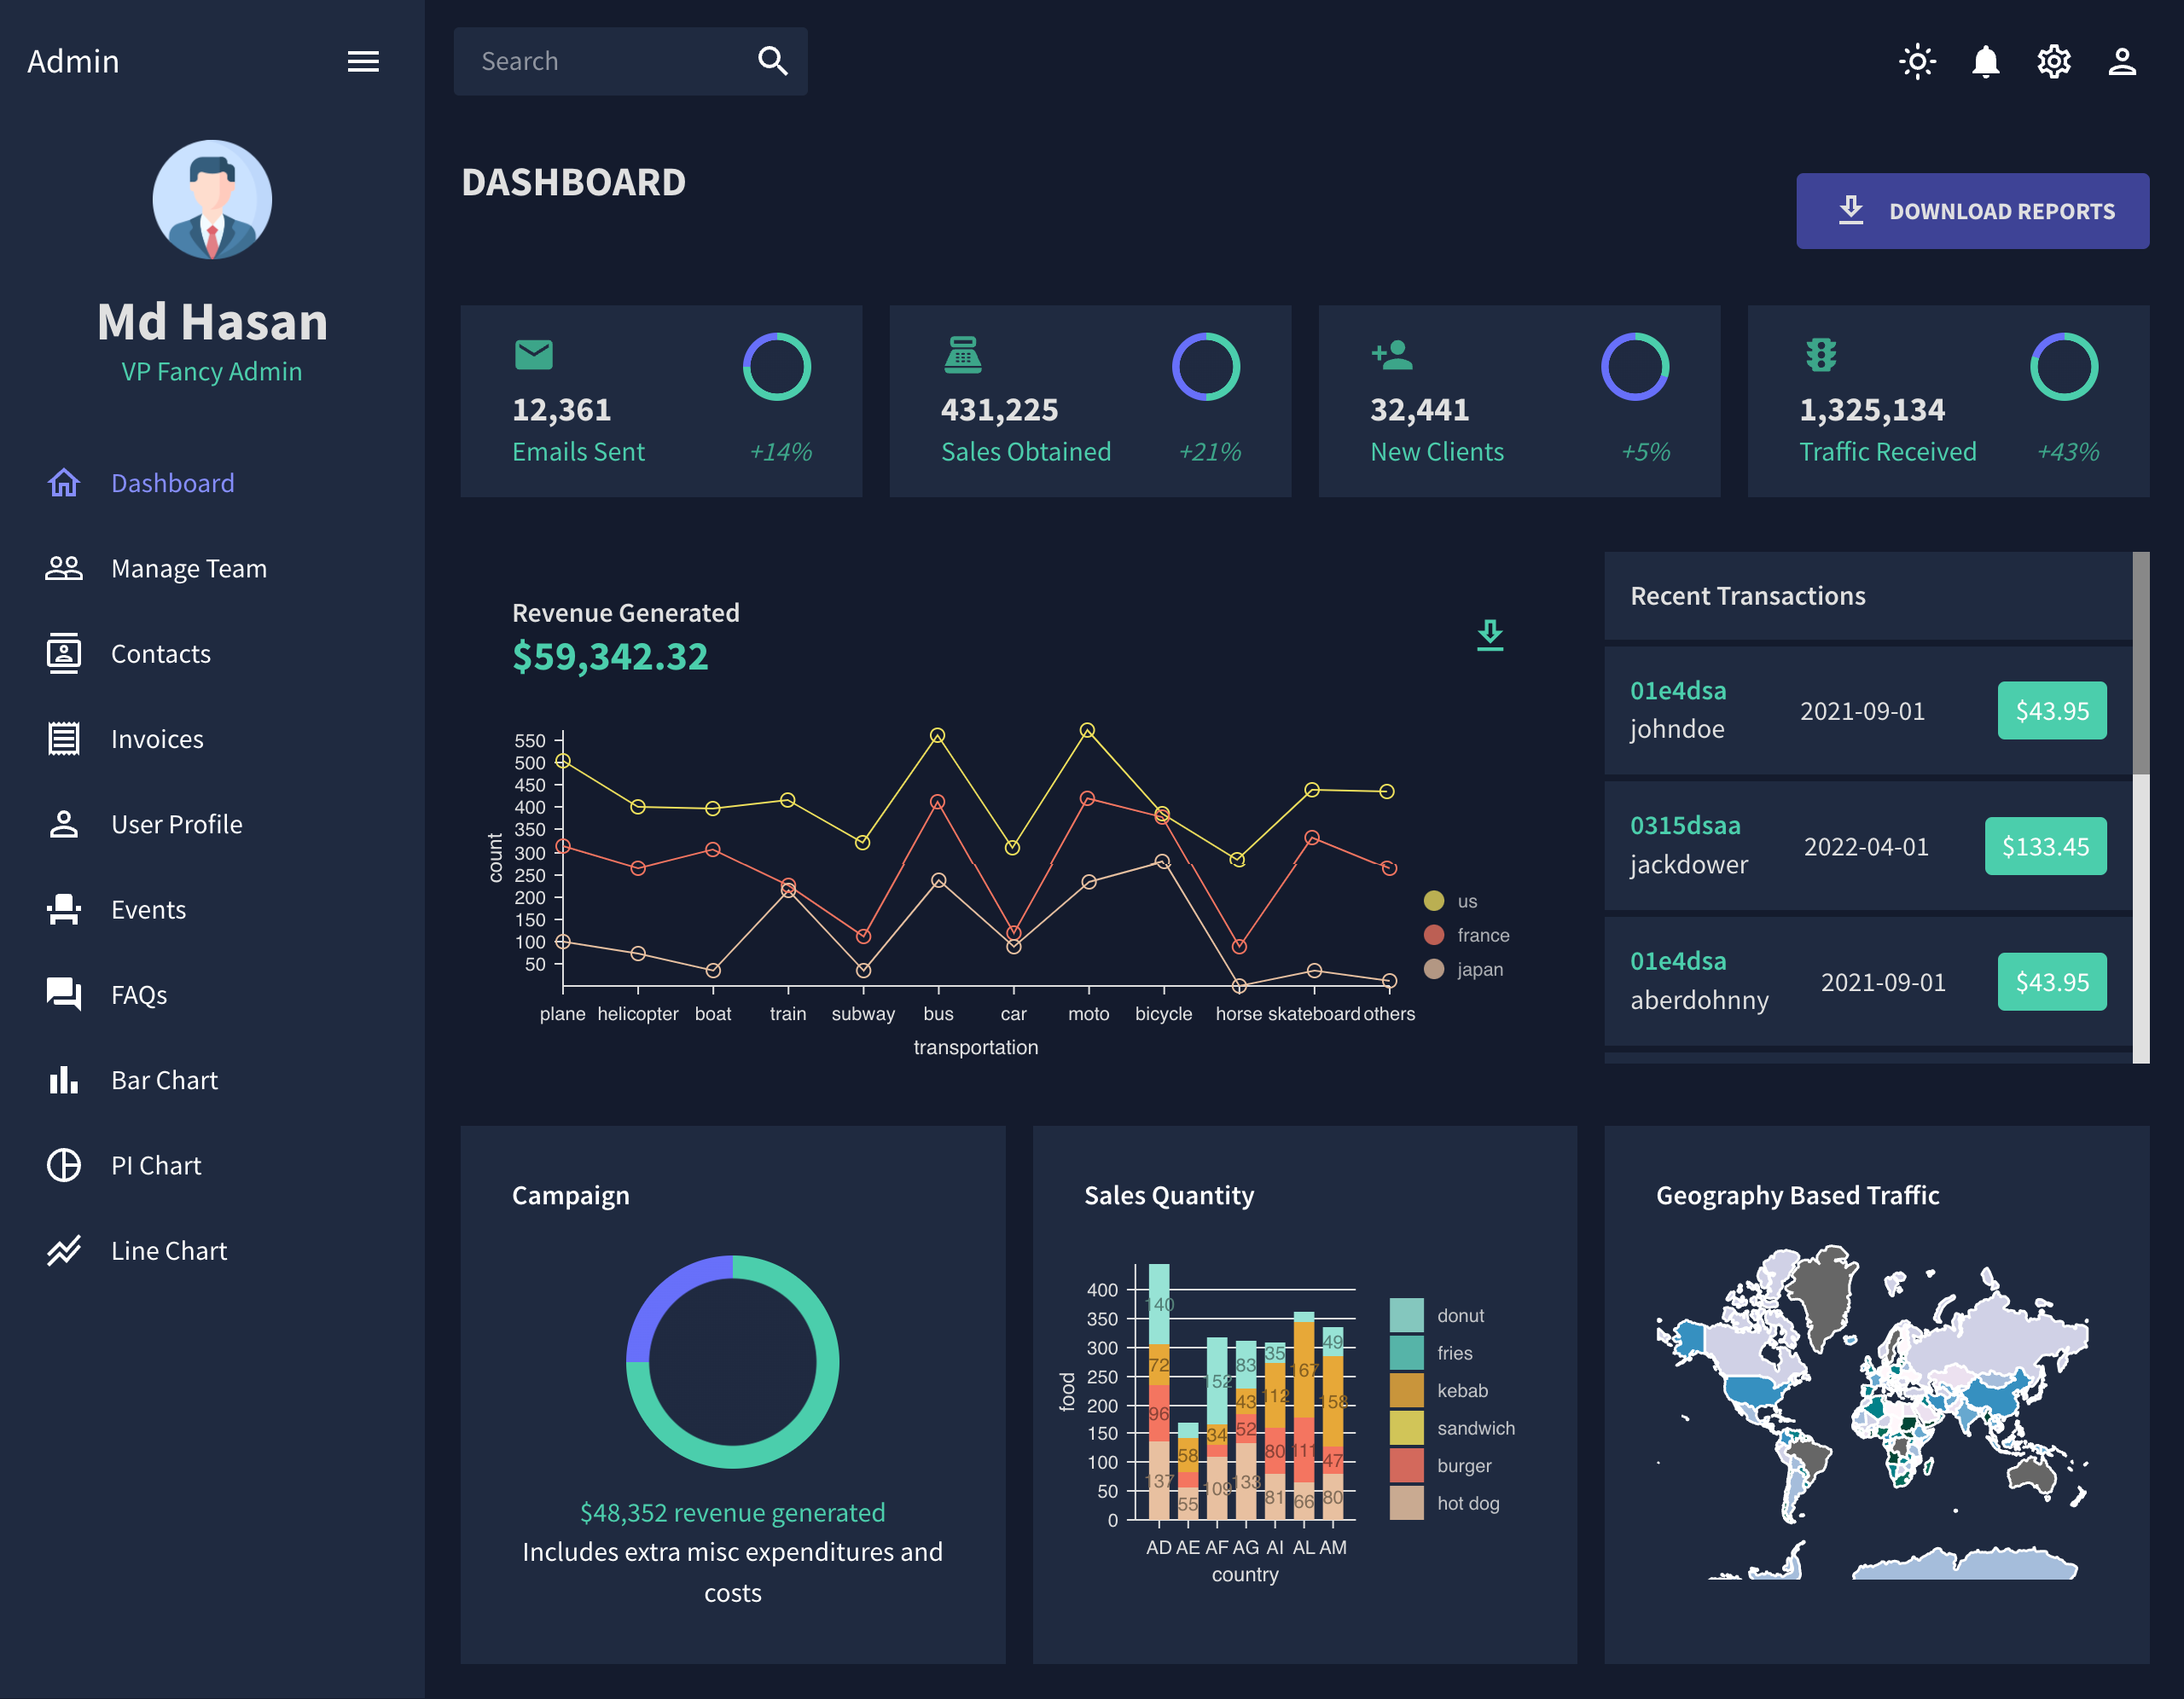 Admin
Search
Md Hasan
VP Fancy Admin
Dashboard
Manage Team
Contacts
Invoices
User Profile
Events
FAQs
Bar Chart
PI Chart
Line Chart
DASHBOARD
DOWNLOAD REPORTS
12,361
Emails Sent +14%
431,225
Sales Obtained +21%
32,441
New Clients +5%
1,325,134
Traffic Received +43%
Revenue Generated
$59,342.32
550
500
450
400
350
300
250
200
150
100
50
count
plane helicopter boat train subway bus car moto bicycle horse skateboard others
transportation
us
france
japan
Recent Transactions
01e4dsa
johndoe
2021-09-01
$43.95
0315dsaa
jackdower
2022-04-01
$133.45
01e4dsa
aberdohnny
2021-09-01
$43.95
Campaign
$48,352 revenue generated
Includes extra misc expenditures and
costs
Sales Quantity
400
350
300
250
200
150
100
50
0
food
140
72
96
137
58
55
152
34
109
83
43
52
133
35
112
80
81
167
111
66
49
158
47
80
AD AE AF AG AI AL AM
country
donut
fries
kebab
sandwich
burger
hot dog
Geography Based Traffic